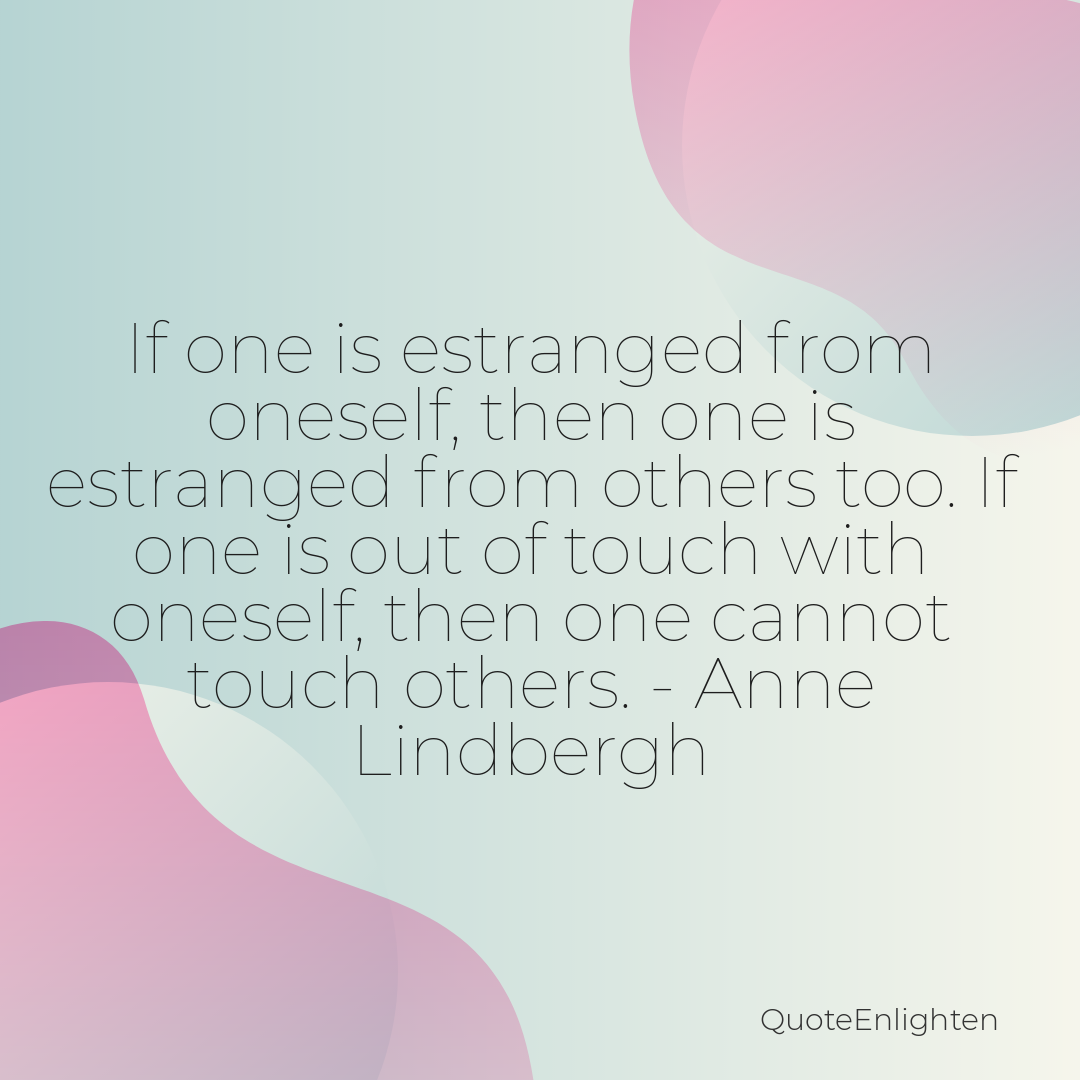 If one is estranged from
oneself, then one is
estranged from others too. If
one is out of touch with
oneself, then one cannot
touch others. - Anne
Lindbergh
QuoteEnlighten